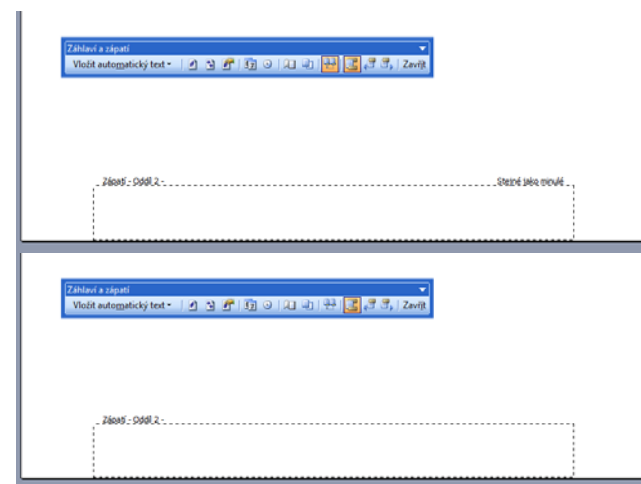 Záhlaví a zápatí
Vložit automatický text Zavřít
Zápatí - Oddíl 2 - Stejné jako minulé
Záhlaví a zápatí
Vložit automatický text Zavřít
Zápatí - Oddíl 2 -